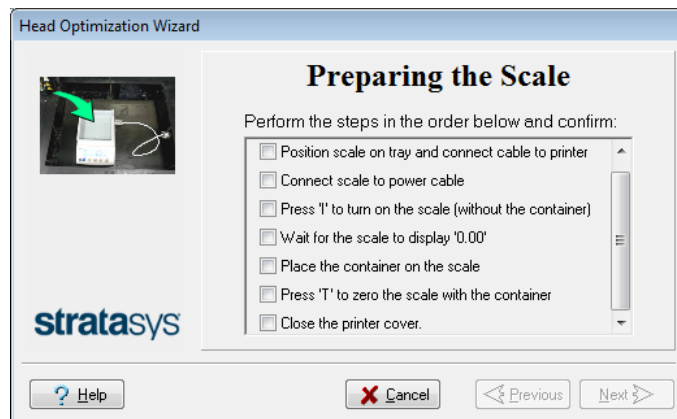 Head Optimization Wizard
Preparing the Scale
Perform the steps in the order below and confirm:
Position scale on tray and connect cable to printer
Connect scale to power cable
Press 'I' to turn on the scale (without the container)
Wait for the scale to display '0.00'
Place the container on the scale
Press 'T' to zero the scale with the container
Close the printer cover.
stratasys
? Help
Cancel
Previous
Next